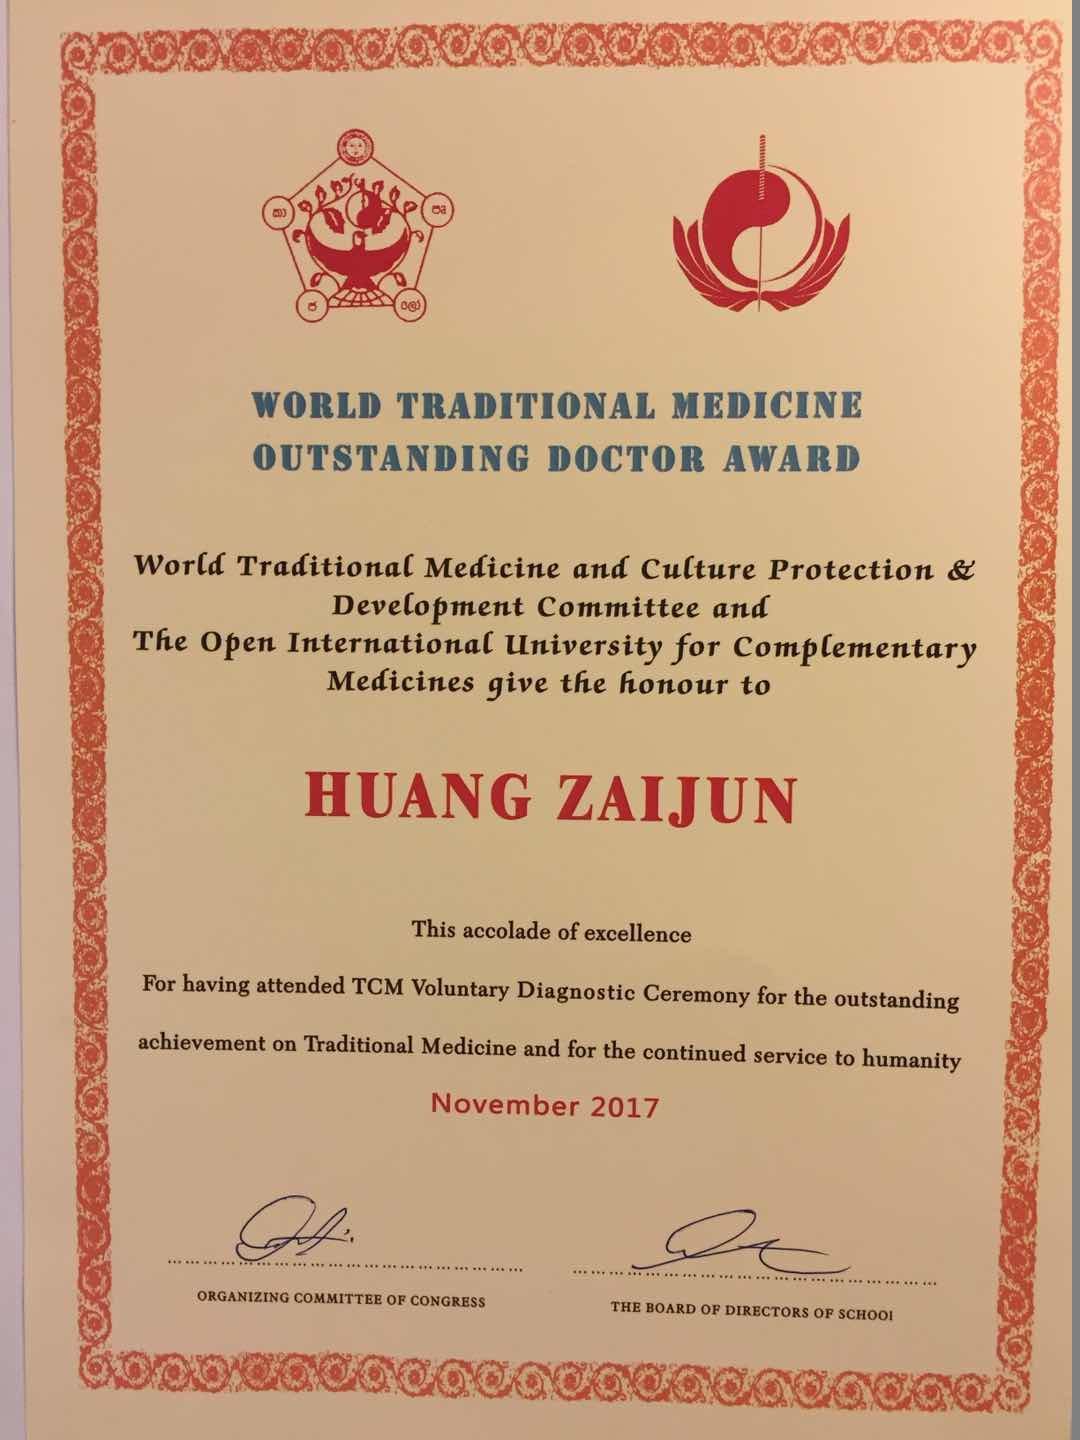 කා
පෘ
ජ
ලෝ
WORLD TRADITIONAL MEDICINE
OUTSTANDING DOCTOR AWARD
World Traditional Medicine and Culture Protection &
Development Committee and
The Open International University for Complementary
Medicines give the honour to
HUANG ZAIJUN
This accolade of excellence
For having attended TCM Voluntary Diagnostic Ceremony for the outstanding
achievement on Traditional Medicine and for the continued service to humanity
November 2017
ORGANIZING COMMITTEE OF CONGRESS
THE BOARD OF DIRECTORS OF SCHOOl